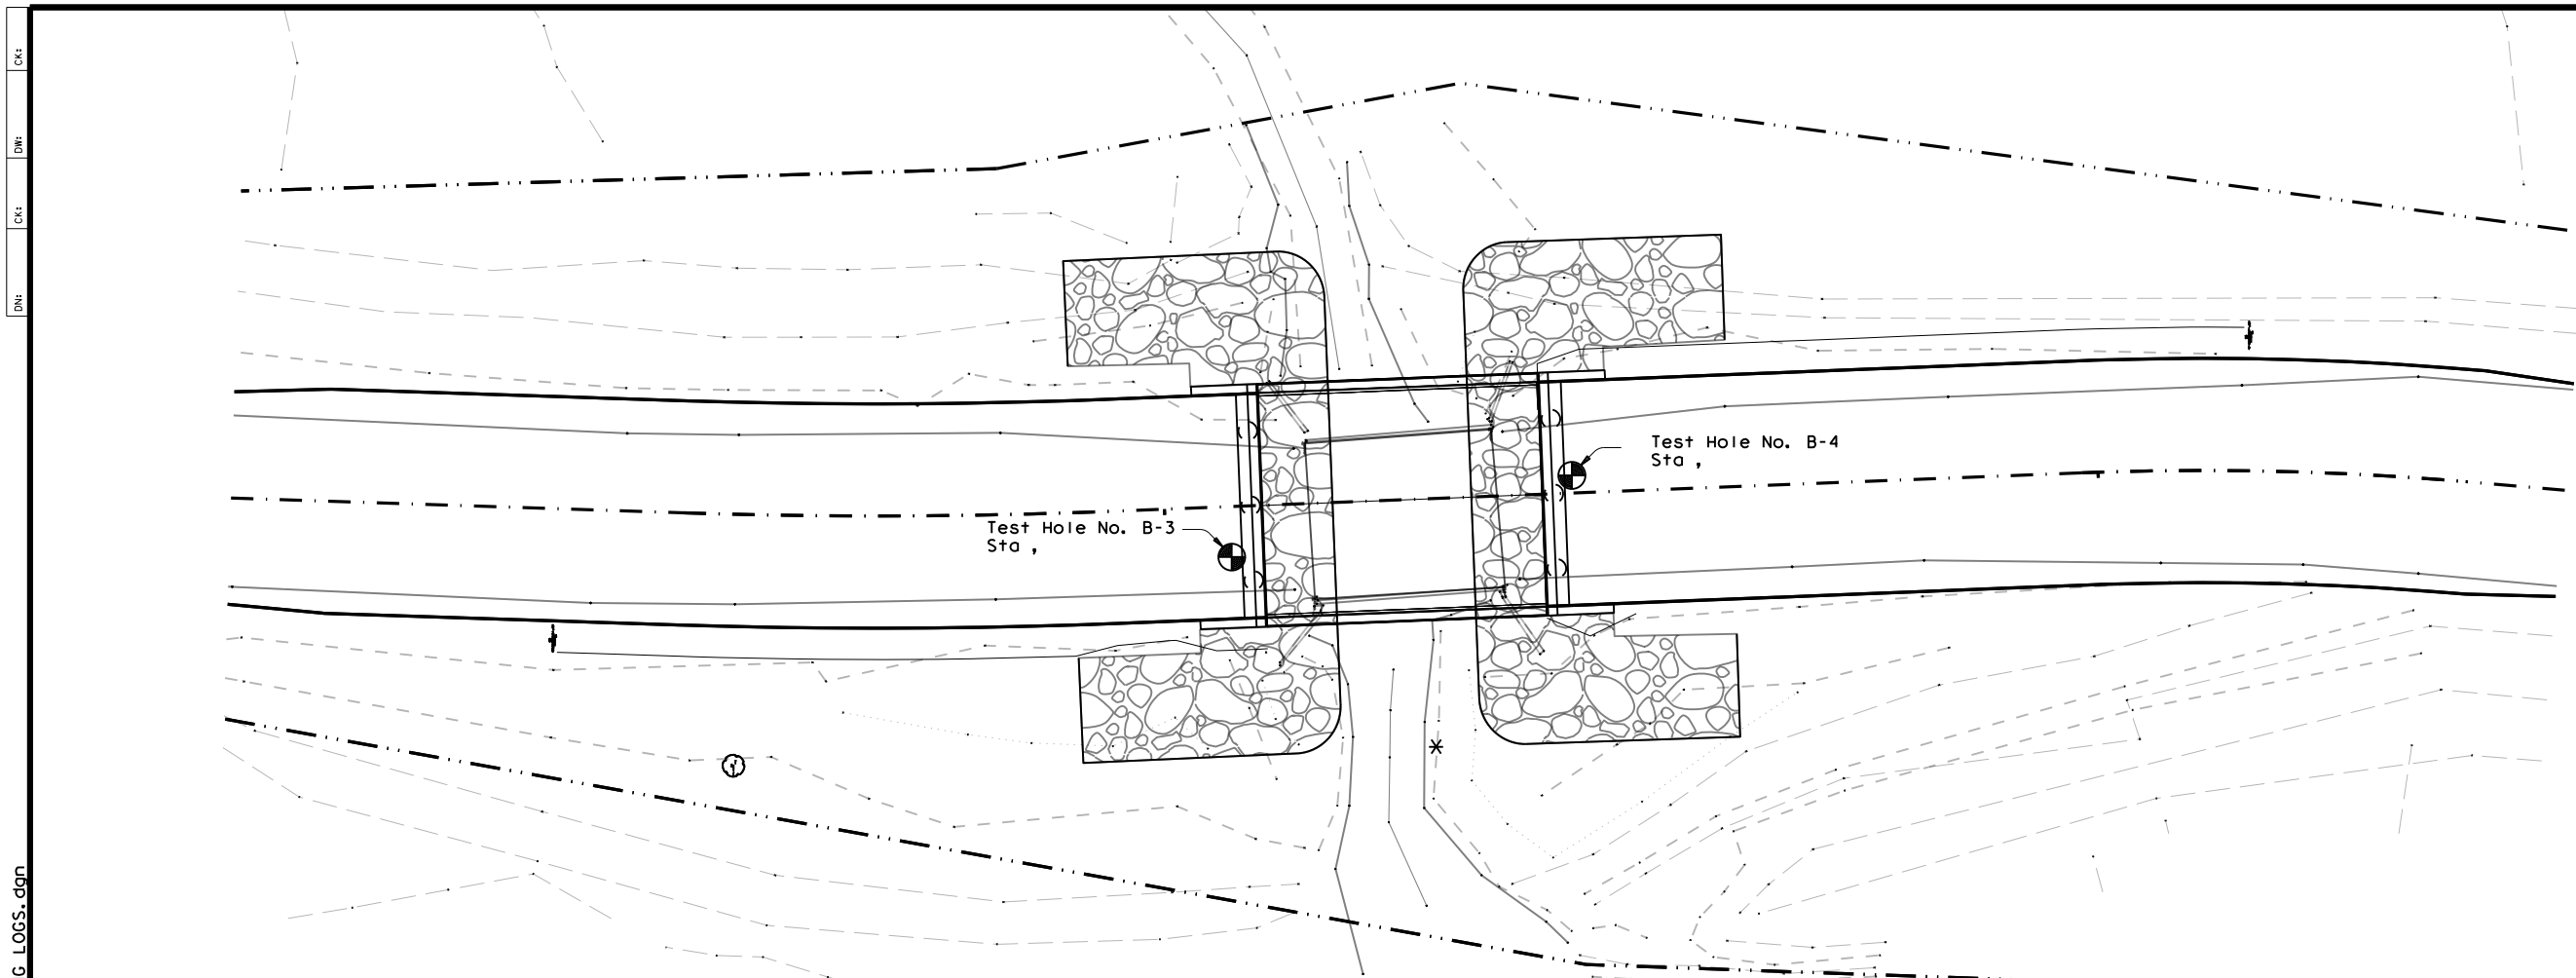 CK:
DW:
CK:
DN:
G LOGS.dgn
Test Hole No. B-4
Sta ,
Test Hole No. B-3
Sta ,